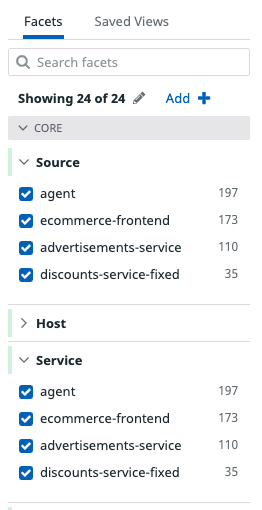 Facets Saved Views
Search facets
Showing 24 of 24 Add
CORE
Source
agent 197
ecommerce-frontend 173
advertisements-service 110
discounts-service-fixed 35
Host
Service
agent 197
ecommerce-frontend 173
advertisements-service 110
discounts-service-fixed 35